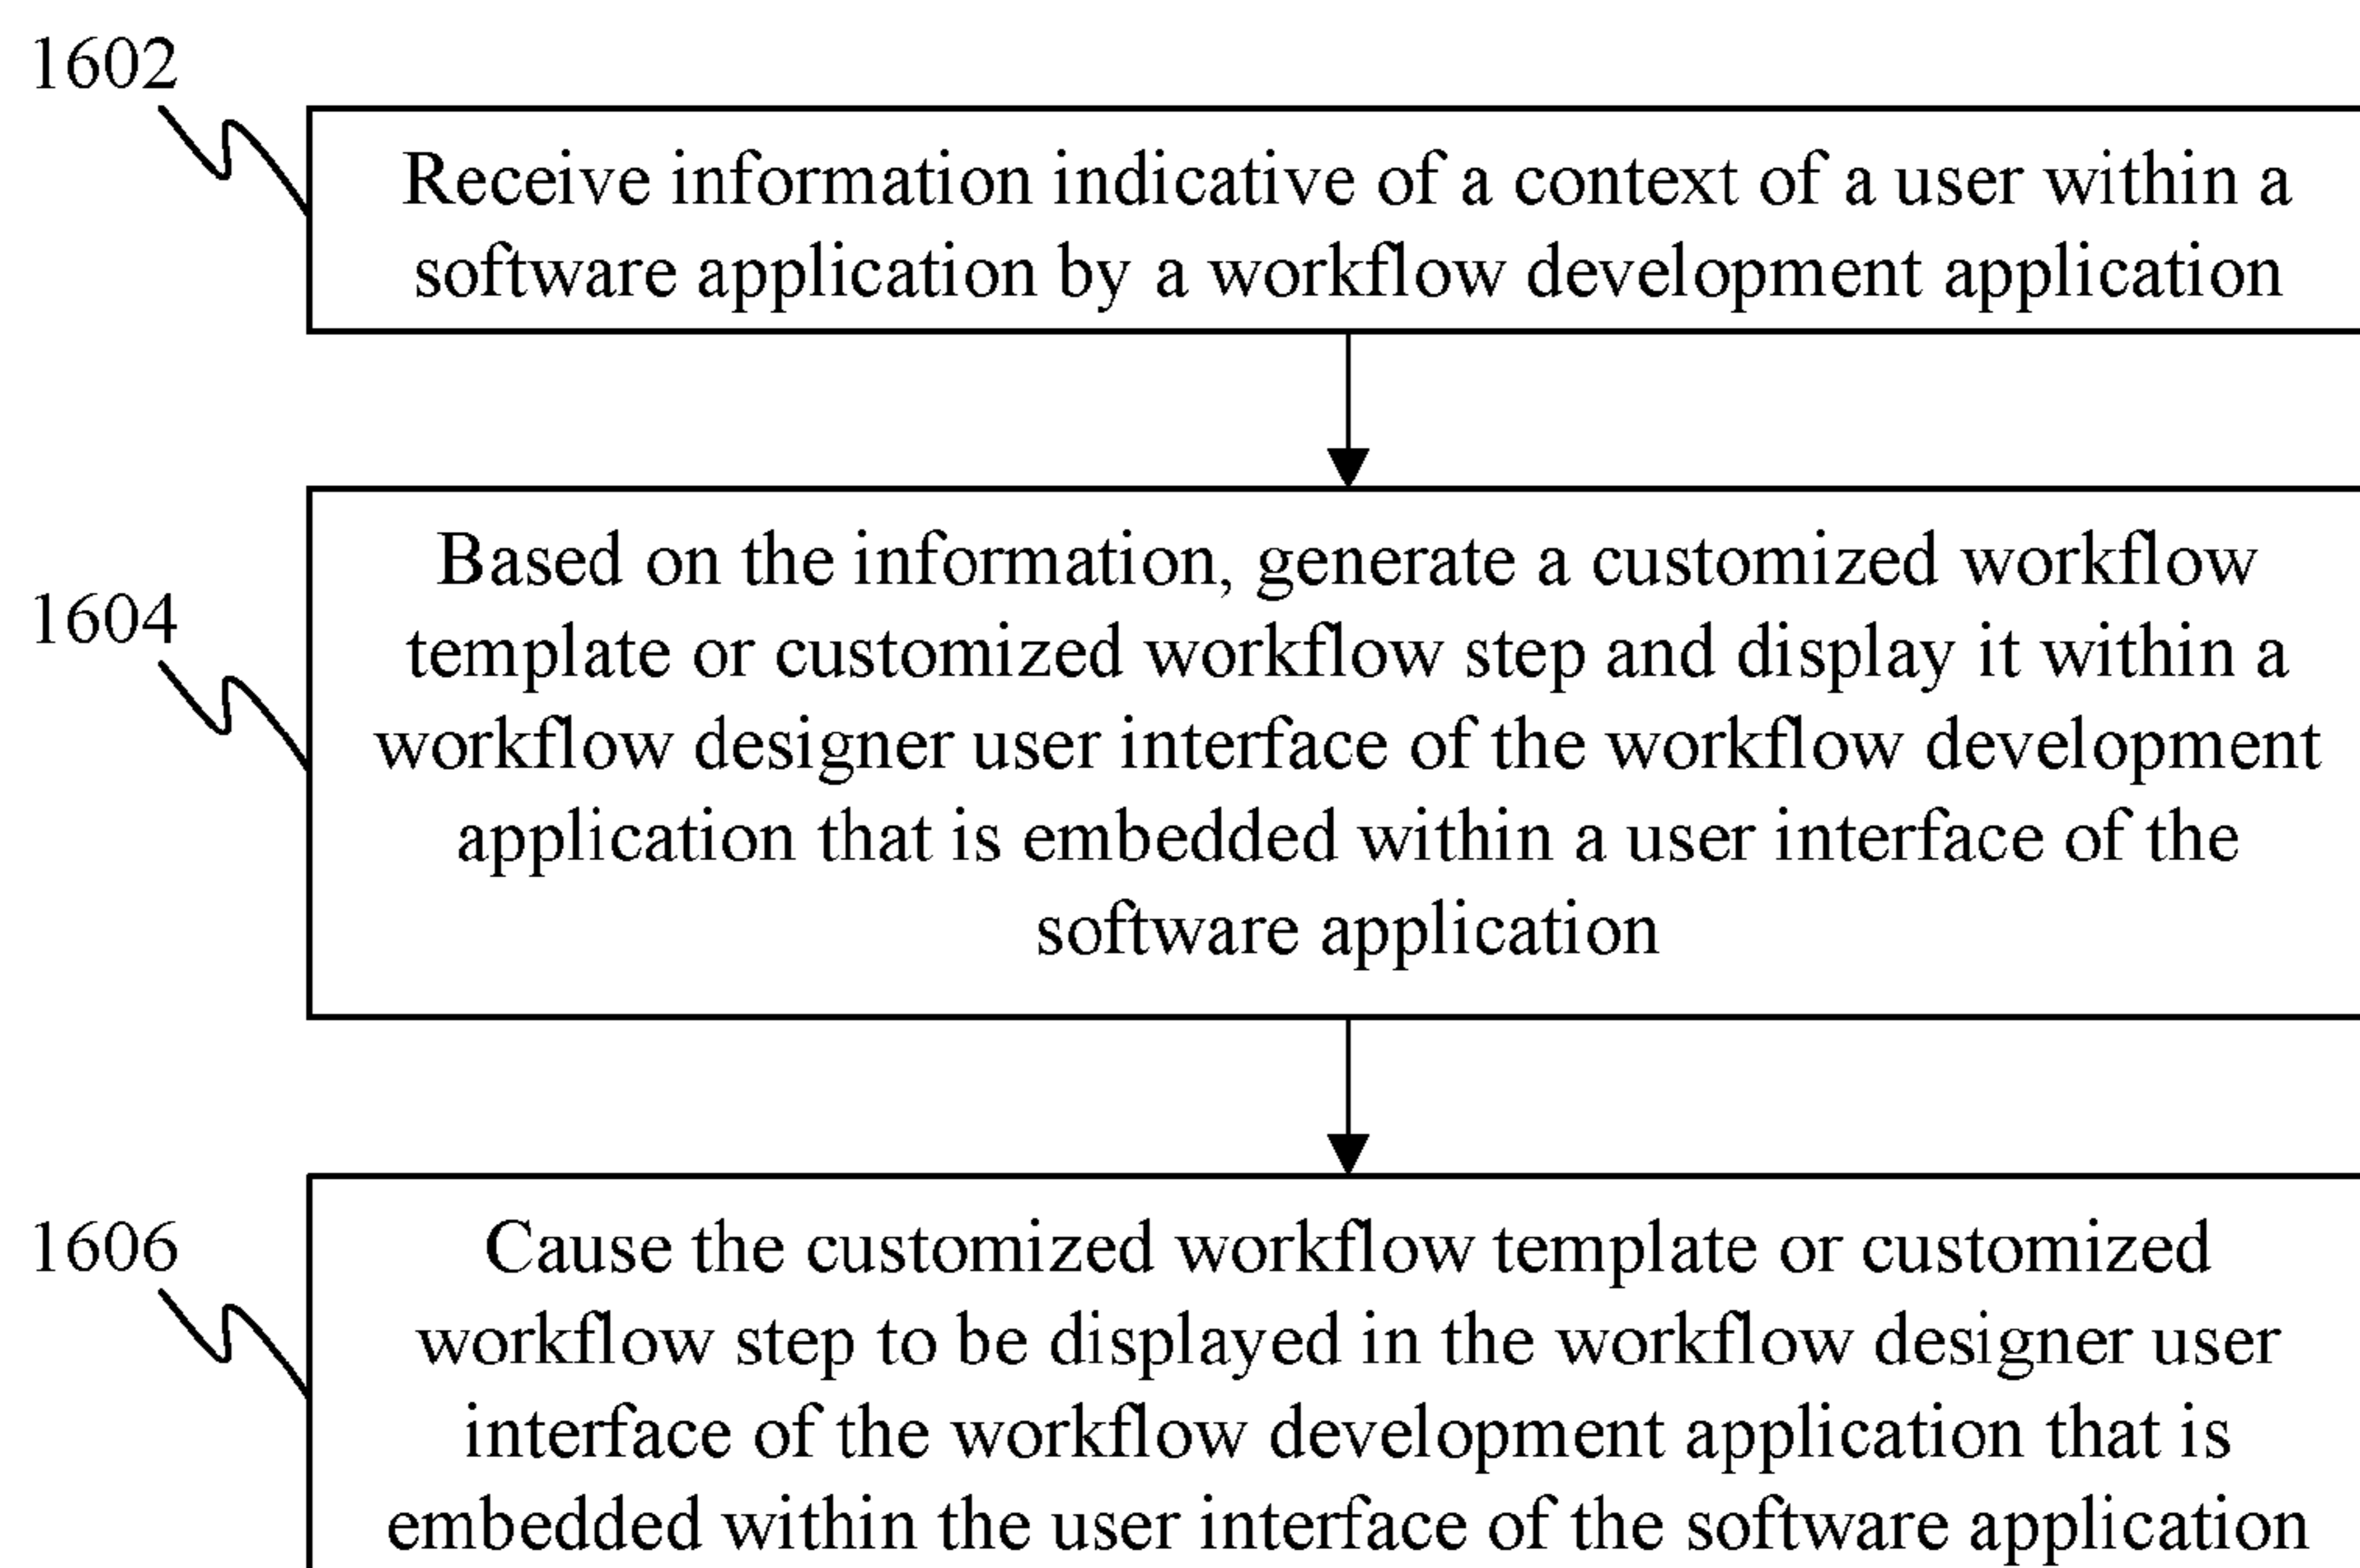 1602
Receive information indicative of a context of a user within a
software application by a workflow development application
1604
Based on the information, generate a customized workflow
template or customized workflow step and display it within a
workflow designer user interface of the workflow development
application that is embedded within a user interface of the
software application
1606
Cause the customized workflow template or customized
workflow step to be displayed in the workflow designer user
interface of the workflow development application that is
embedded within the user interface of the software application